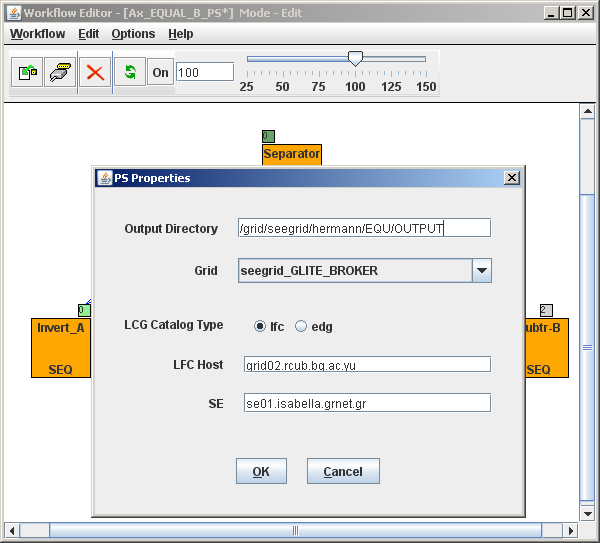 Workflow Editor - [Ax_EQUAL_B_PS*] Mode - Edit
Workflow Edit Options Help
On 100
25 50 75 100 125 150
0
Separator
PS Properties
Output Directory /grid/seegrid/hermann/EQU/OUTPUT
Grid seegrid_GLITE_BROKER
0 2
Invert_A ubtr-B
LCG Catalog Type lfc edg
SEQ SEQ
LFC Host grid02.rcub.bg.ac.yu
SE se01.isabella.grnet.gr
OK Cancel